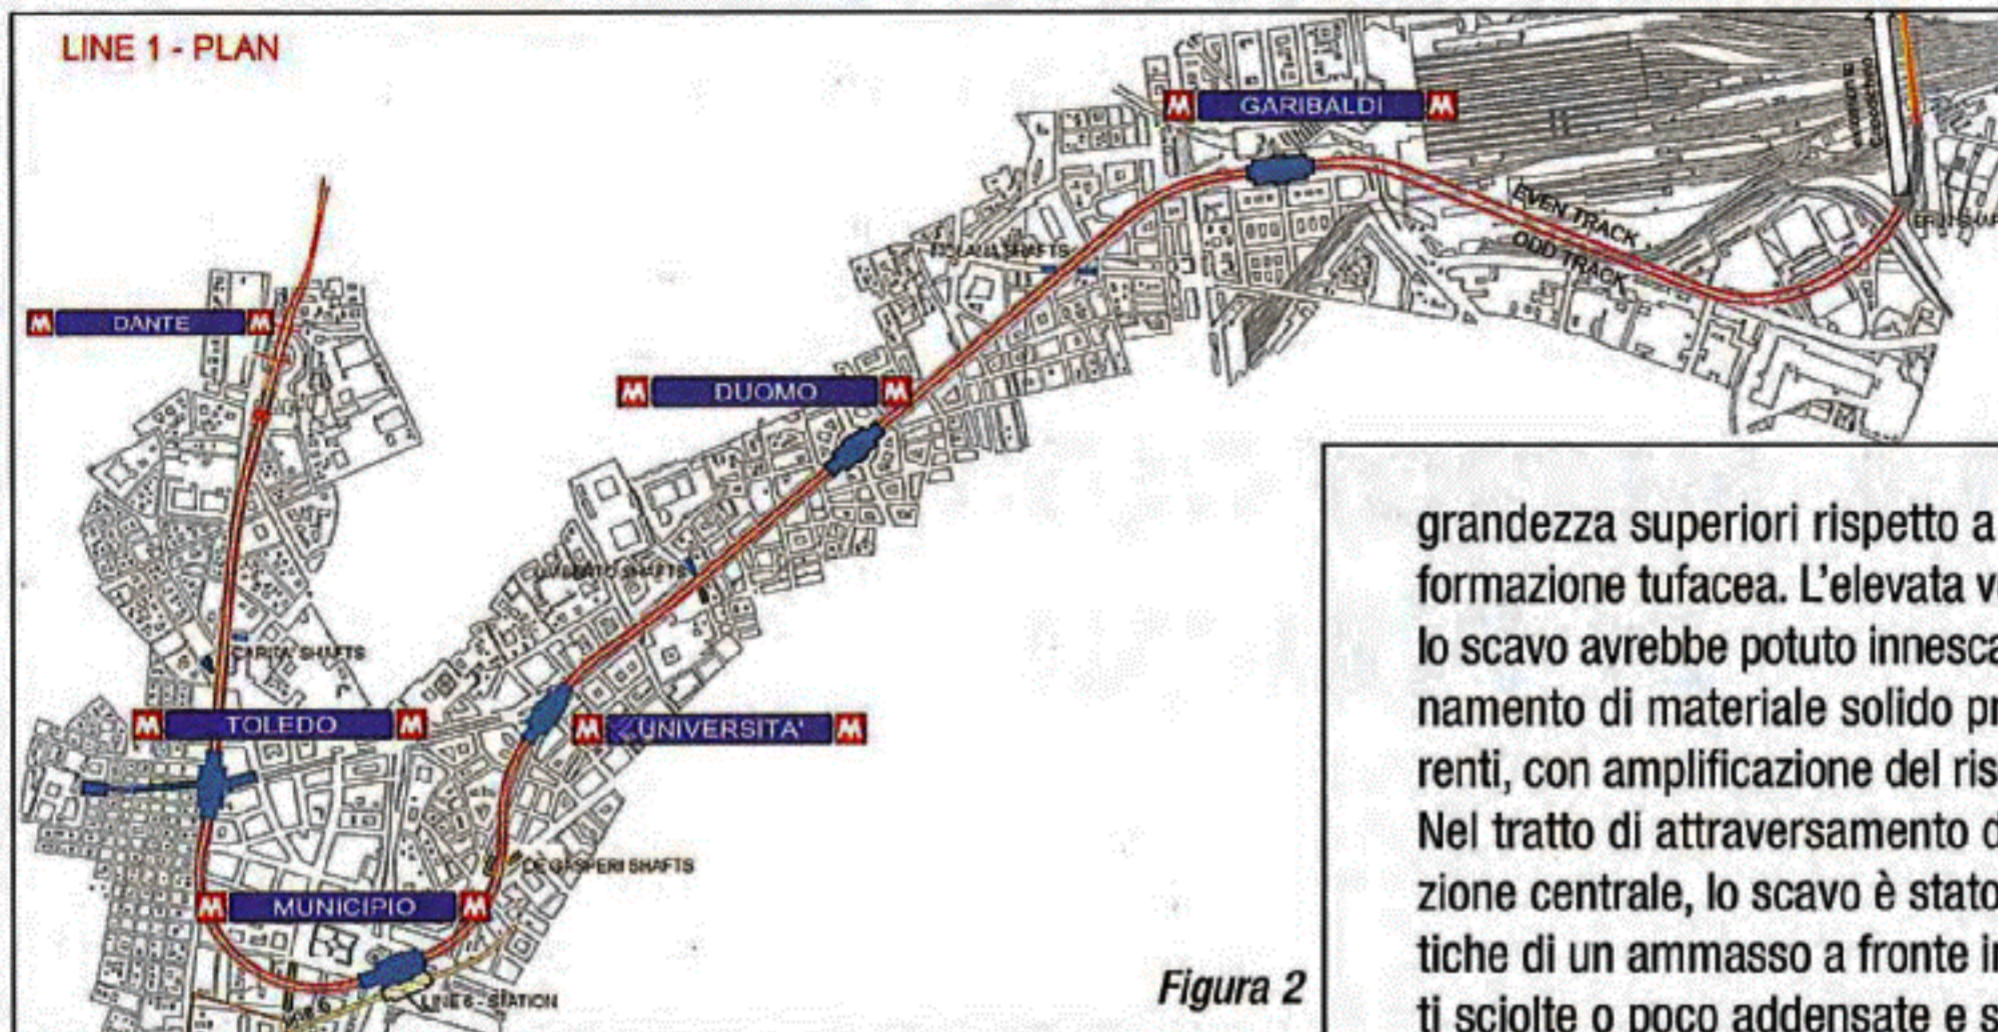 LINE 1 - PLAN
M GARIBALDI M
EVEN TRACK
ODD TRACK
M DANTE M
M DUOMO M
SHAFTS
SHAFTS
CARITA' SHAFTS
M TOLEDO M
M UNIVERSITA' M
DE GASPERI SHAFTS
M MUNICIPIO M
LINE 6 - STATION
Figura 2
grandezza superiori rispetto a
formazione tufacea. L'elevata v
lo scavo avrebbe potuto innesca
namento di materiale solido pr
renti, con amplificazione del ris
Nel tratto di attraversamento d
zione centrale, lo scavo è stato
tiche di un ammasso a fronte i
ti sciolte o poco addensate e s